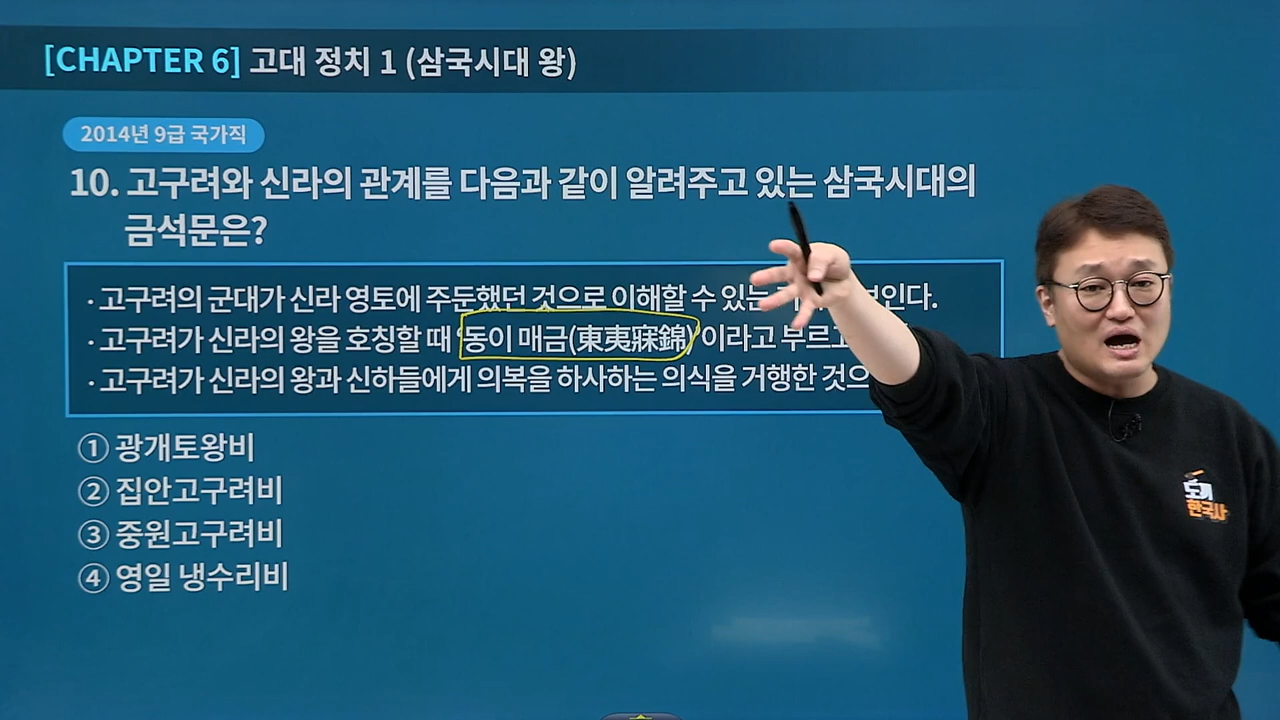 [CHAPTER 6] 고대 정치 1 (삼국시대 왕)
2014년 9급 국가직
10. 고구려와 신라의 관계를 다음과 같이 알려주고 있는 삼국시대의
금석문은?
· 고구려의 군대가 신라 영토에 주둔했던 것으로 이해할 수 있는
· 고구려가 신라의 왕을 호칭할 때 '동이 매금(東夷寐錦)'이라고
· 고구려가 신라의 왕과 신하들에게 의복을 하사하는 의식을 거행한
① 광개토왕비
② 집안고구려비
③ 중원고구려비
④ 영일 냉수리비
도끼
한국사